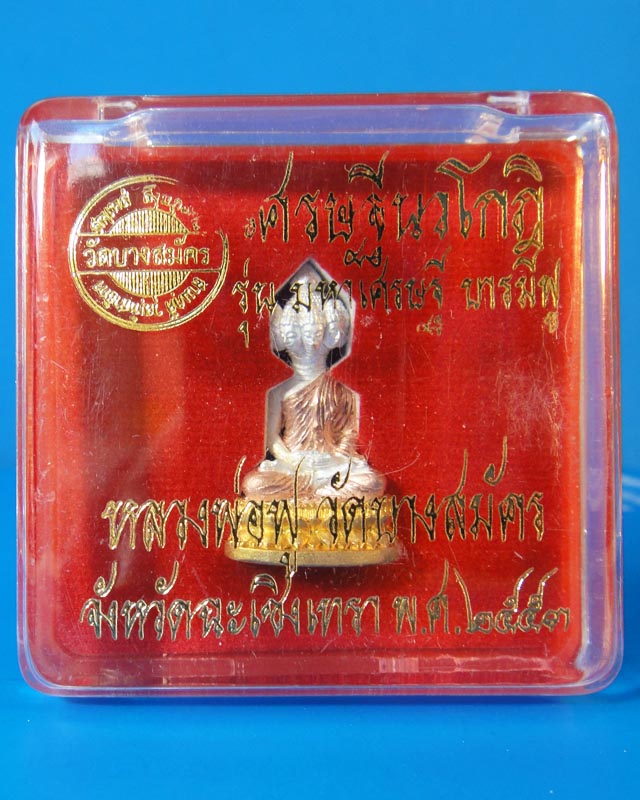 วัดบางสมัคร
เศรษฐีนวโกฏิ
รุ่น มหาเศรษฐี บารมีฟู
หลวงพ่อฟู วัดบางสมัคร
จังหวัดฉะเชิงเทรา พ.ศ.๒๕๕๓